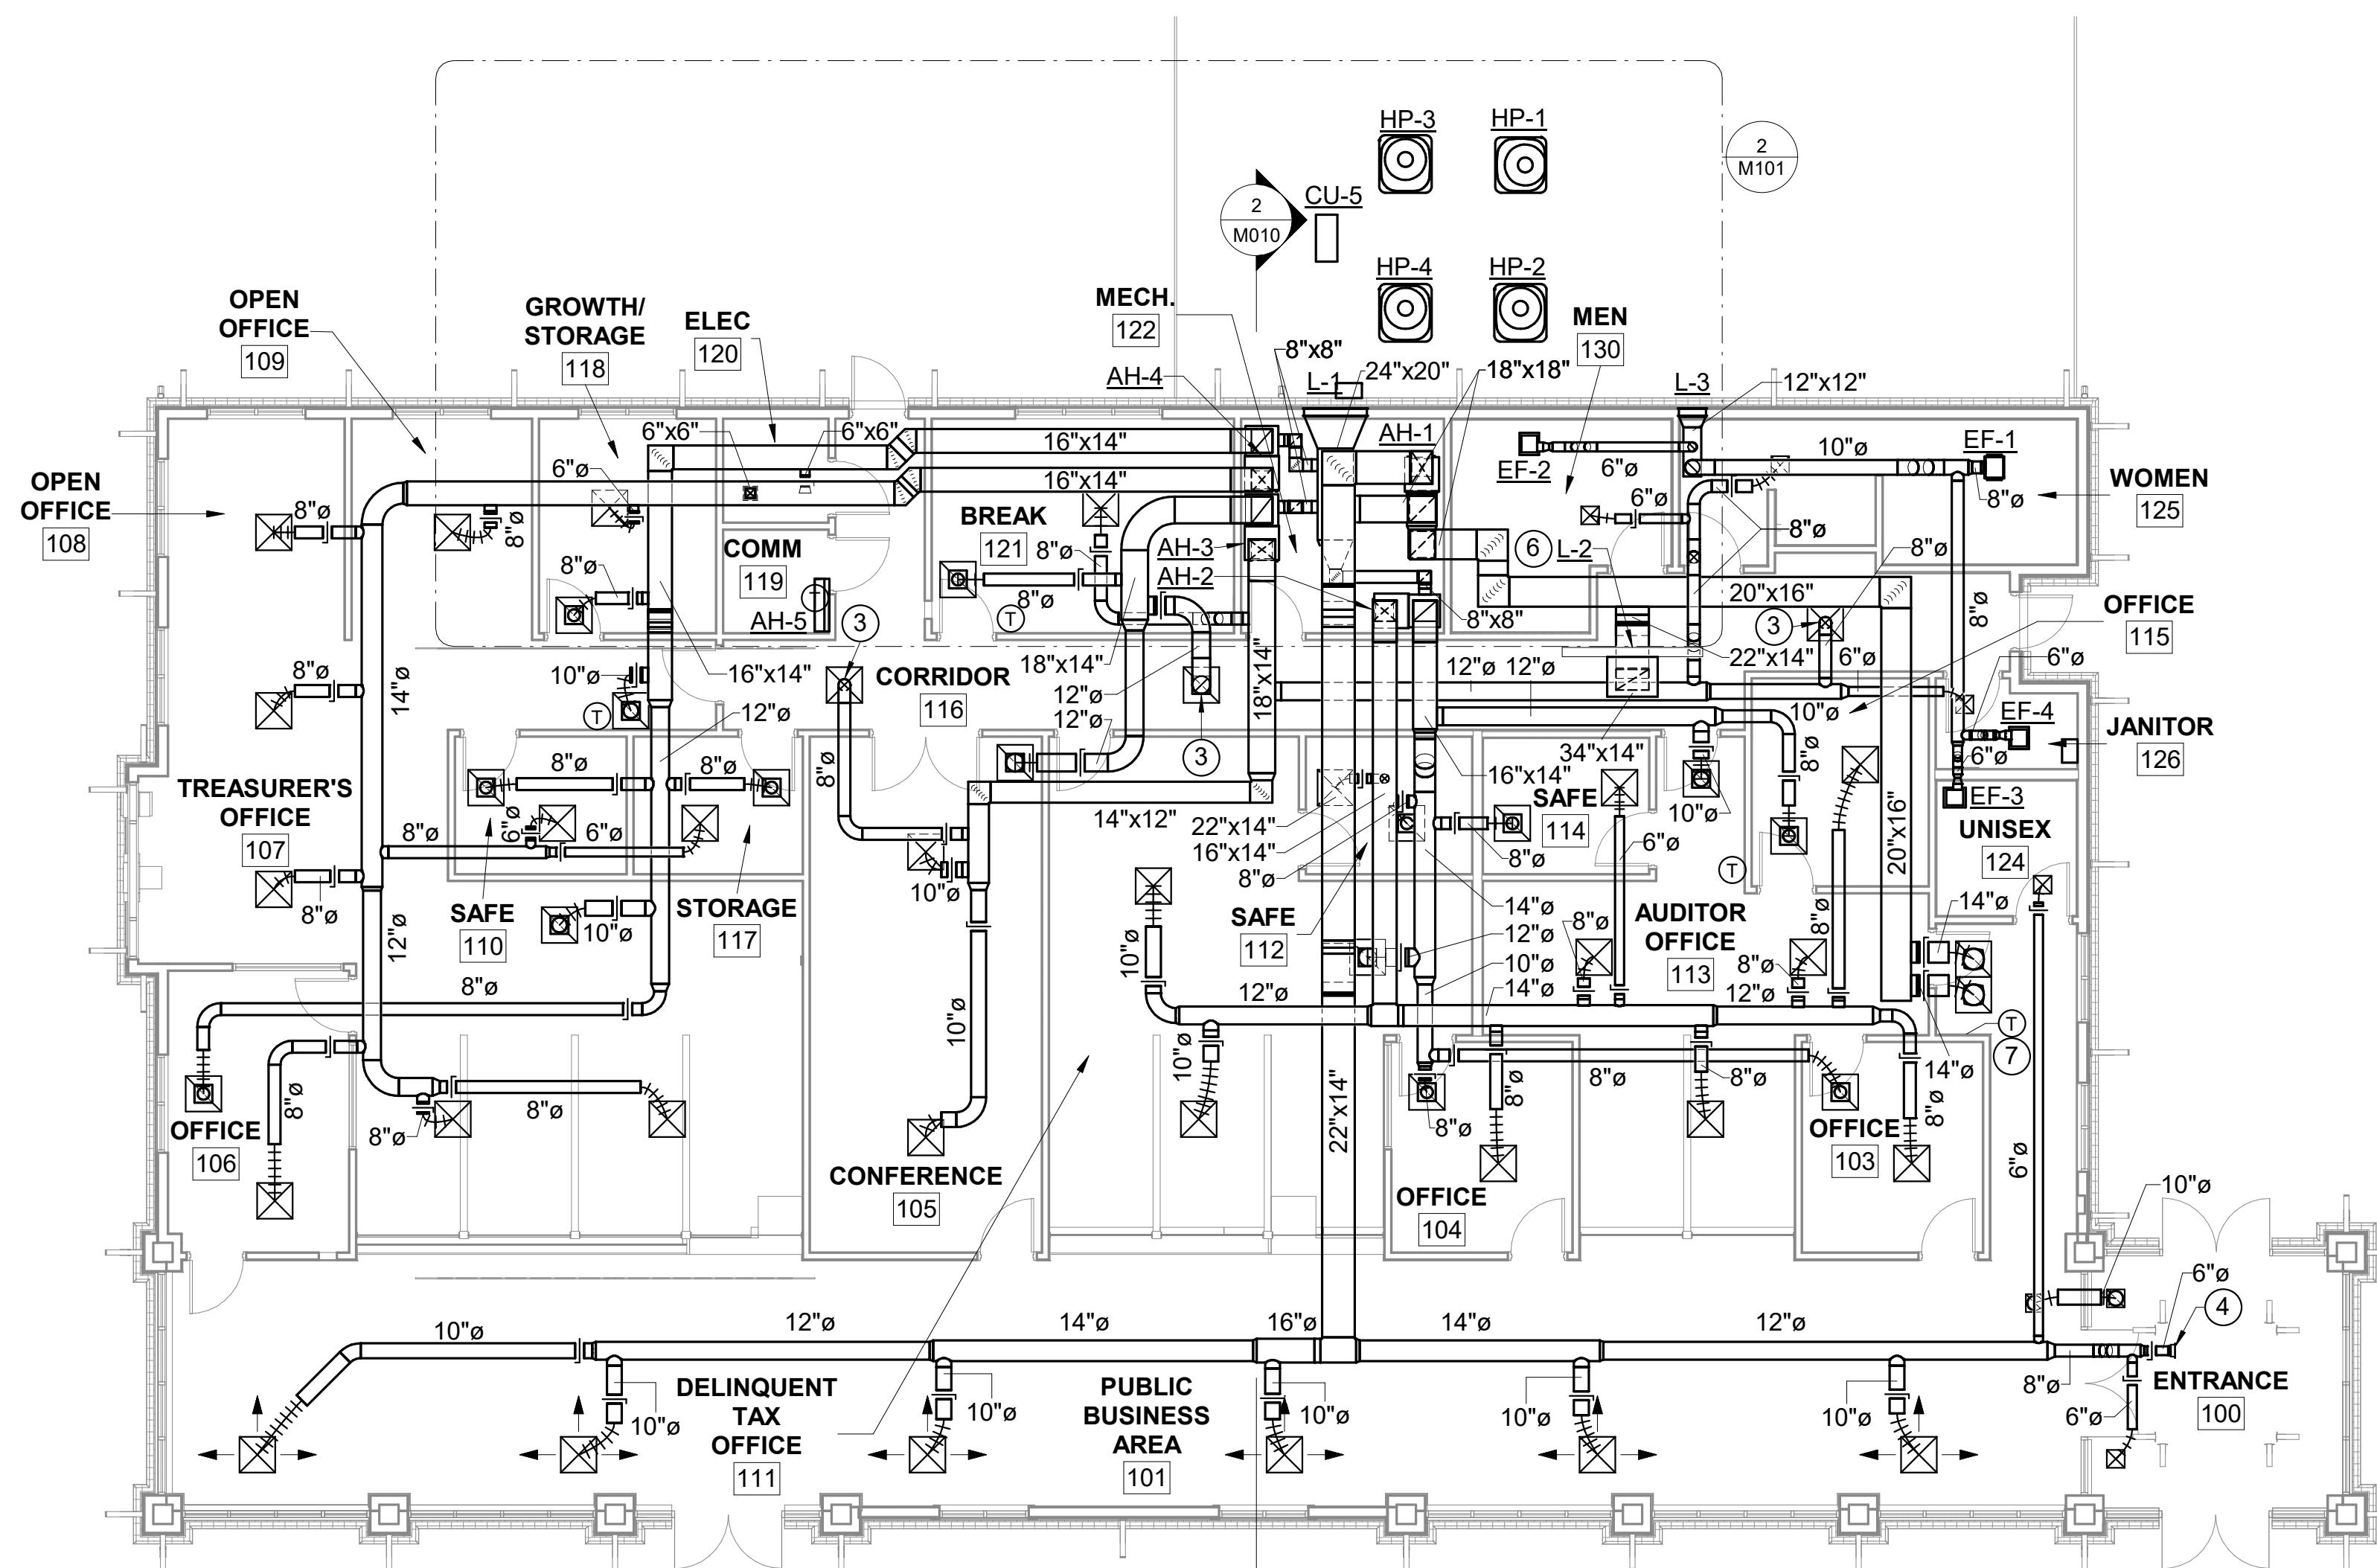 HP-3
HP-1
2
M101
2
M010
CU-5
HP-4
HP-2
OPEN
OFFICE
109
GROWTH/
STORAGE
118
ELEC
120
MECH.
122
MEN
130
8"x8"
L-1
24"x20"
18"x18"
AH-4
L-3
12"x12"
6"x6"
6"x6"
16"x14"
AH-1
EF-2
10"ø
EF-1
OPEN
OFFICE
108
6"ø
16"x14"
6"ø
6"ø
8"ø
WOMEN
125
8"ø
8"ø
BREAK
121
8"ø
AH-3
AH-2
6
L-2
8"ø
8"ø
COMM
119
8"ø
8"ø
T
AH-5
3
8"x8"
20"x16"
3
8"ø
OFFICE
115
8"ø
14"ø
10"ø
16"x14"
CORRIDOR
116
18"x14"
12"ø
12"ø
18"x14"
12"ø
12"ø
22"x14"
6"ø
6"ø
T
12"ø
3
10"ø
EF-4
JANITOR
126
TREASURER'S
OFFICE
107
8"ø
8"ø
8"ø
34"x14"
16"x14"
8"ø
6"ø
EF-3
8"ø
6"ø
6"ø
14"x12"
22"x14"
16"x14"
8"ø
SAFE
114
8"ø
6"ø
10"ø
T
20"x16"
UNISEX
124
8"ø
SAFE
110
10"ø
STORAGE
117
10"ø
SAFE
112
14"ø
12"ø
10"ø
14"ø
8"ø
AUDITOR
OFFICE
113
8"ø
8"ø
12"ø
14"ø
12"ø
8"ø
10"ø
10"ø
12"ø
10"ø
T
7
14"ø
8"ø
8"ø
8"ø
8"ø
8"ø
8"ø
8"ø
8"ø
OFFICE
106
22"x14"
OFFICE
103
CONFERENCE
105
OFFICE
104
6"ø
10"ø
6"ø
4
10"ø
12"ø
14"ø
16"ø
14"ø
12"ø
10"ø
DELINQUENT
TAX
OFFICE
111
10"ø
PUBLIC
BUSINESS
AREA
101
10"ø
10"ø
10"ø
8"ø
6"ø
ENTRANCE
100